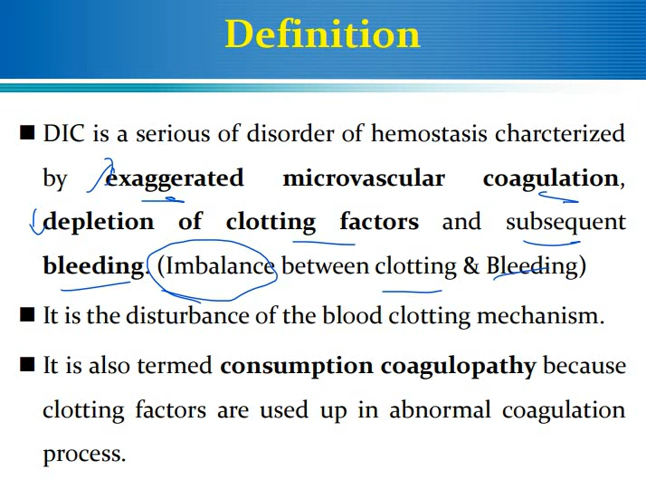 Definition
■ DIC is a serious of disorder of hemostasis charcterized
by exaggerated microvascular coagulation,
depletion of clotting factors and subsequent
bleeding. (Imbalance between clotting & Bleeding)
■ It is the disturbance of the blood clotting mechanism.
■ It is also termed consumption coagulopathy because
clotting factors are used up in abnormal coagulation
process.